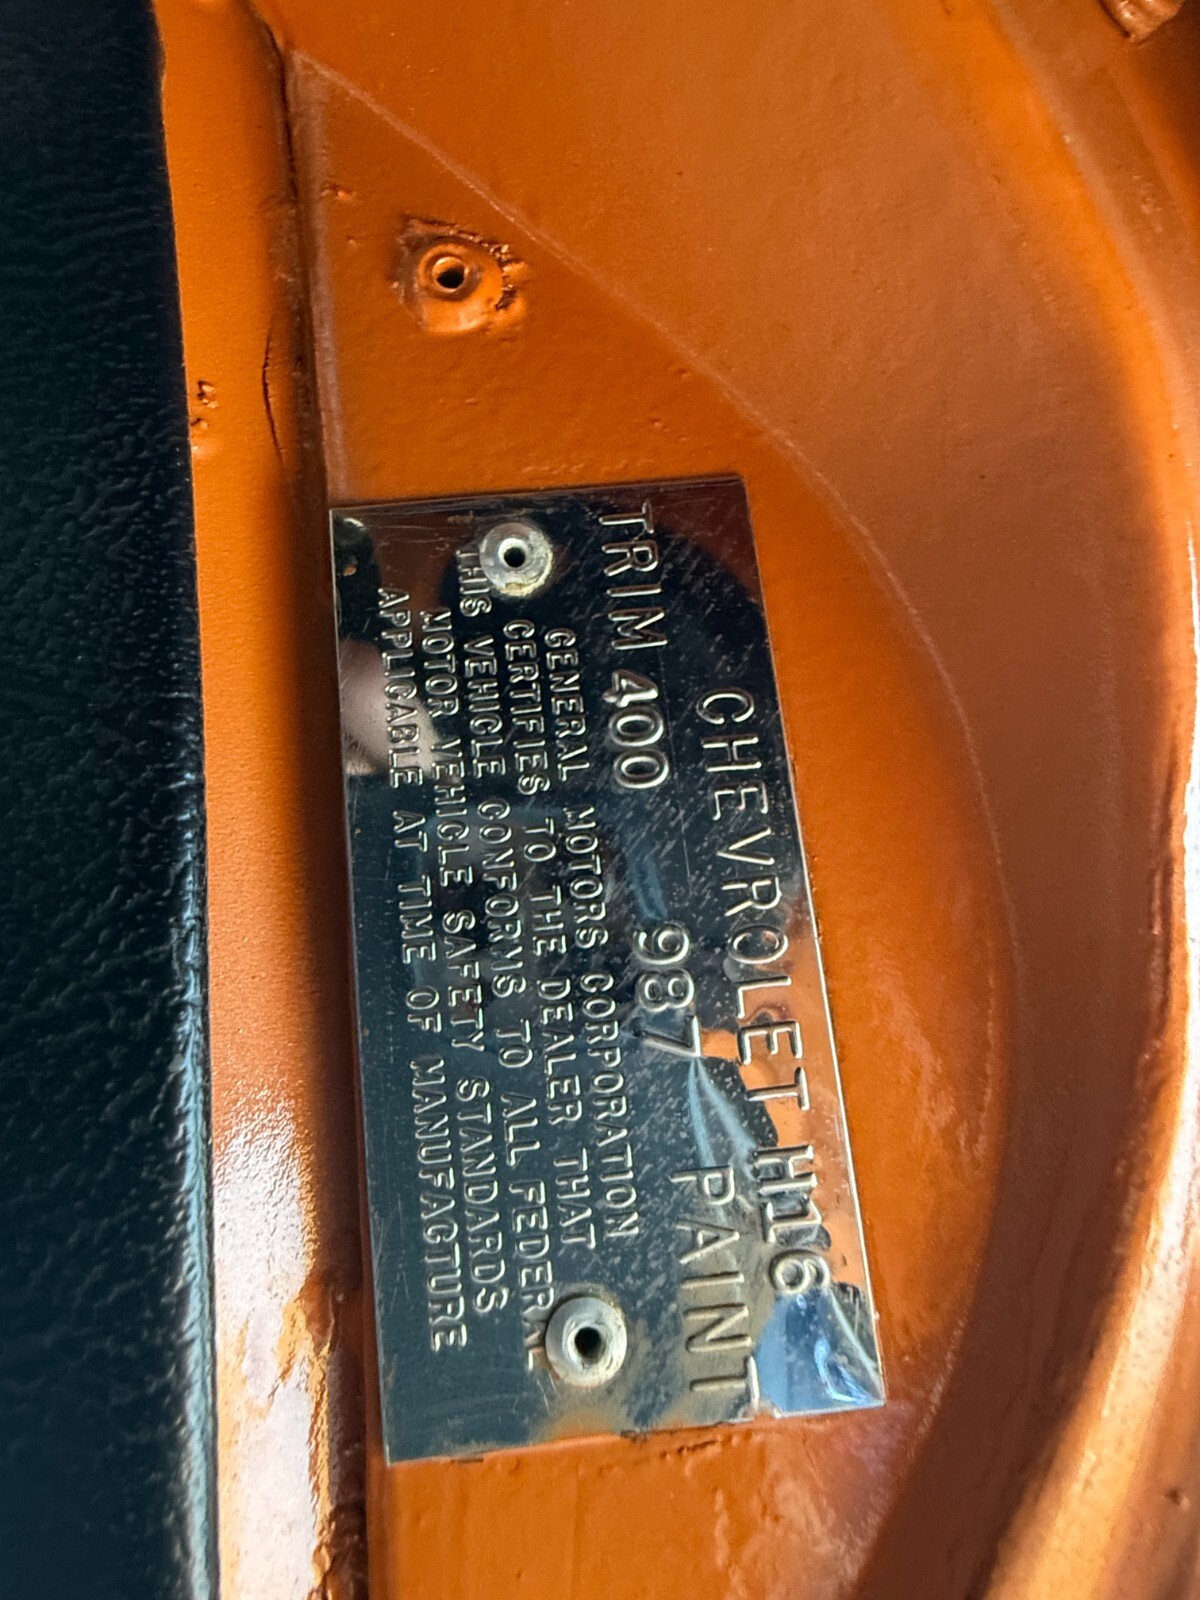 CHEVROLET H16
TRIM 400 987 PAINT
GENERAL MOTORS CORPORATION
CERTIFIES TO THE DEALER THAT
THIS VEHICLE CONFORMS TO ALL FEDERAL
MOTOR VEHICLE SAFETY STANDARDS
APPLICABLE AT TIME OF MANUFACTURE